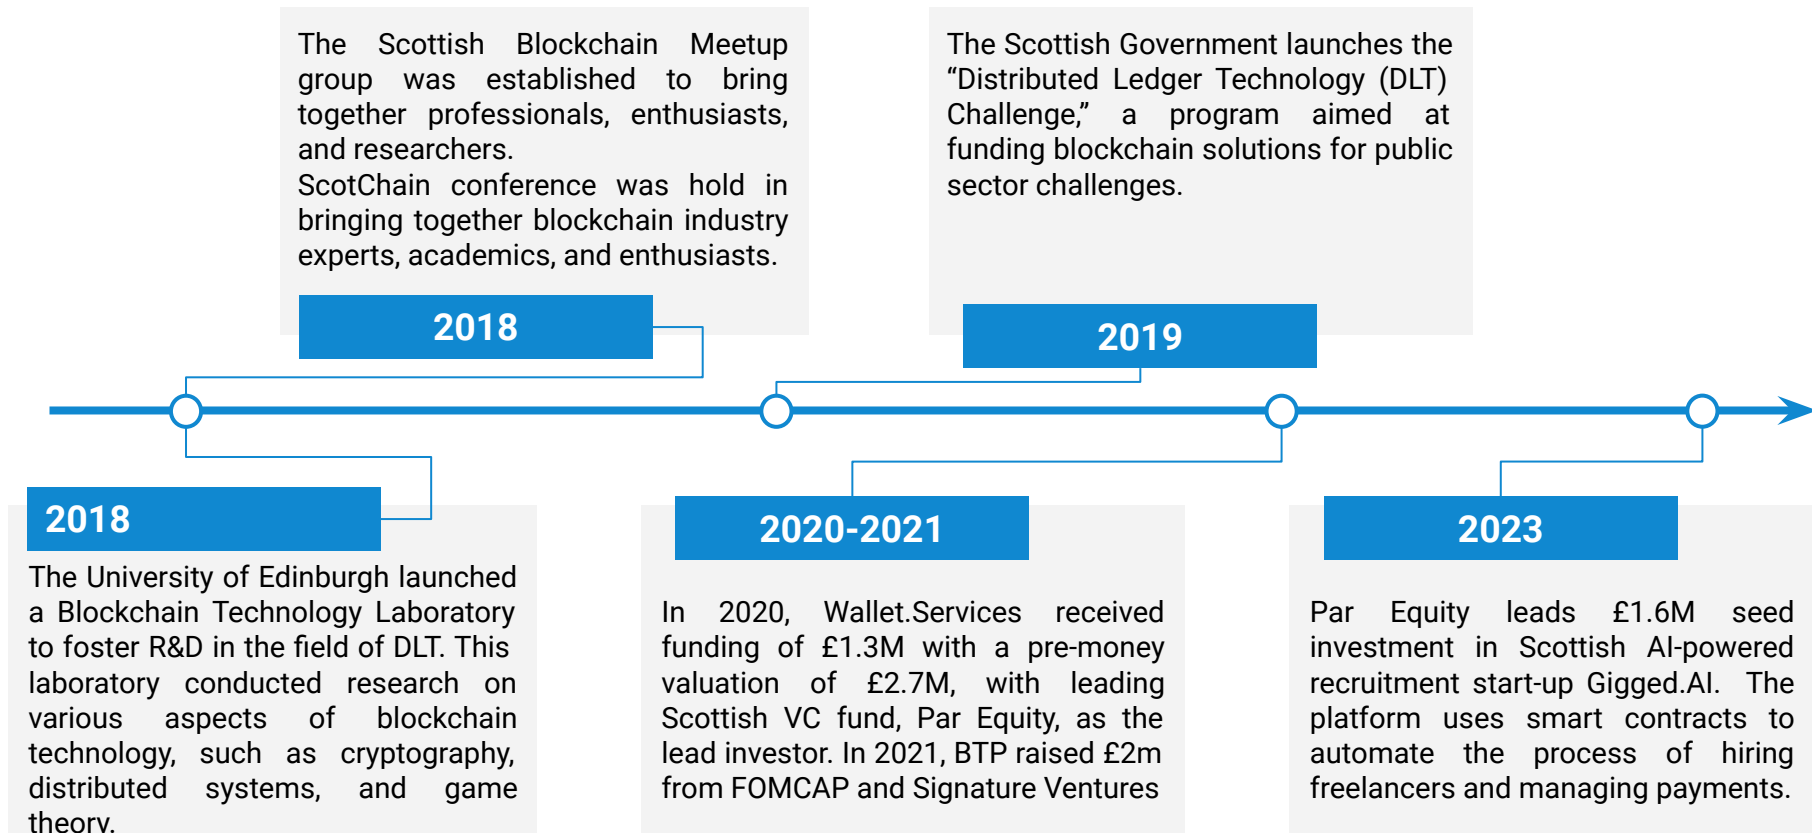 The Scottish Blockchain Meetup
group was established to bring
together professionals, enthusiasts,
and researchers.
ScotChain conference was hold in
bringing together blockchain industry
experts, academics, and enthusiasts.
2018
The Scottish Government launches the
“Distributed Ledger Technology (DLT)
Challenge,” a program aimed at
funding blockchain solutions for public
sector challenges.
2019
2018
The University of Edinburgh launched
a Blockchain Technology Laboratory
to foster R&D in the field of DLT. This
laboratory conducted research on
various aspects of blockchain
technology, such as cryptography,
distributed systems, and game
theory.
2020-2021
In 2020, Wallet.Services received
funding of £1.3M with a pre-money
valuation of £2.7M, with leading
Scottish VC fund, Par Equity, as the
lead investor. In 2021, BTP raised £2m
from FOMCAP and Signature Ventures
2023
Par Equity leads £1.6M seed
investment in Scottish AI-powered
recruitment start-up Gigged.AI. The
platform uses smart contracts to
automate the process of hiring
freelancers and managing payments.